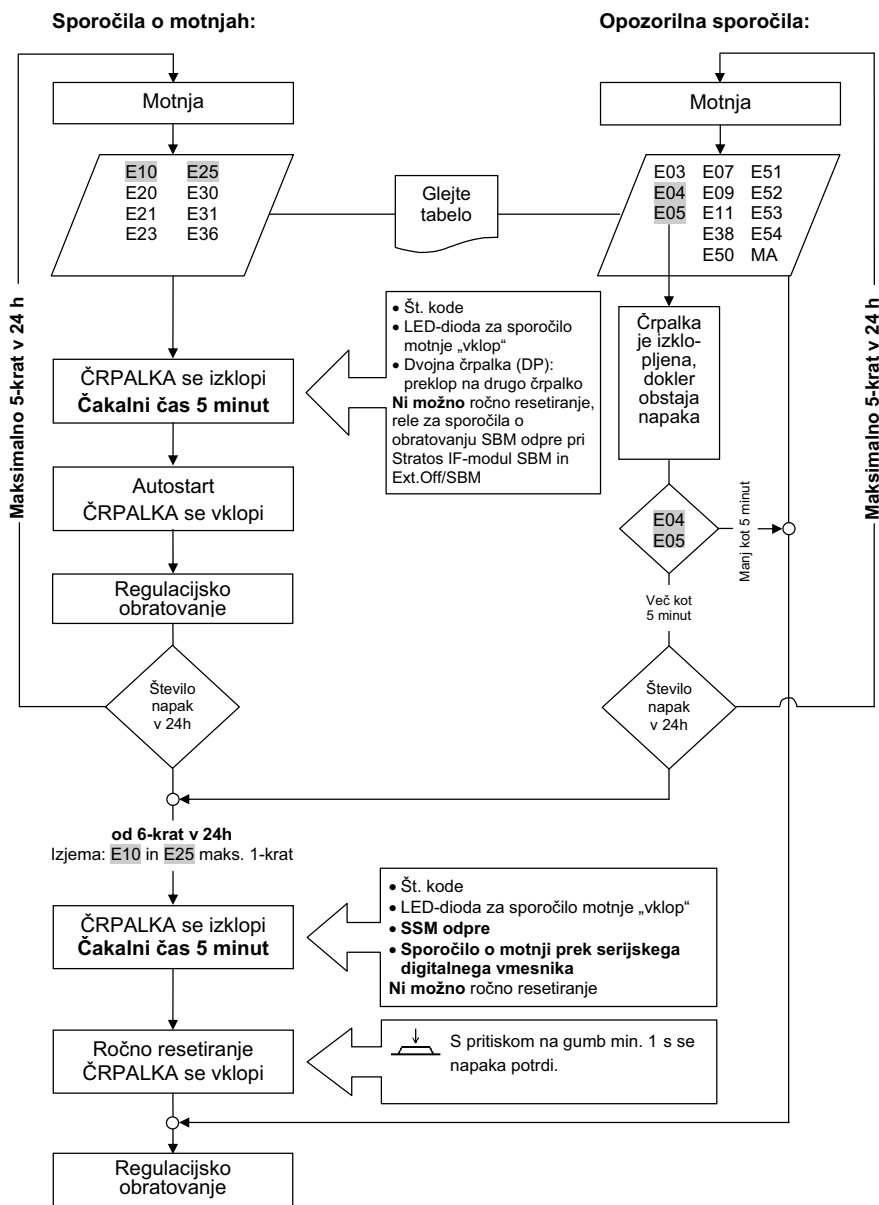 Sporočila o motnjah:
Opozorilna sporočila:
Motnja
Motnja
E10 E25
E20 E30
E21 E31
E23 E36
Glejte
tabelo
E03 E07 E51
E04 E09 E52
E05 E11 E53
E38 E54
E50 MA
Maksimalno 5-krat v 24 h
• Št. kode
• LED-dioda za sporočilo
motnje „vklop“
• Dvojna črpalka (DP):
preklop na drugo črpalko
Ni možno ročno resetiranje,
rele za sporočila o
obratovanju SBM odpre pri
Stratos IF-modul SBM in
Ext.Off/SBM
Črpalka
je izklo-
pljena,
dokler
obstaja
napaka
Maksimalno 5-krat v 24 h
ČRPALKA se izklopi
Čakalni čas 5 minut
Autostart
ČRPALKA se vklopi
E04
E05
Manj kot 5 minut
Regulacijsko
obratovanje
Več kot
5 minut
Število
napak
v 24h
Število
napak
v 24h
od 6-krat v 24h
Izjema: E10 in E25 maks. 1-krat
ČRPALKA se izklopi
Čakalni čas 5 minut
• Št. kode
• LED-dioda za sporočilo motnje „vklop“
• SSM odpre
• Sporočilo o motnji prek serijskega
digitalnega vmesnika
Ni možno ročno resetiranje
Ročno resetiranje
ČRPALKA se vklopi
S pritiskom na gumb min. 1 s se
napaka potrdi.
Regulacijsko
obratovanje